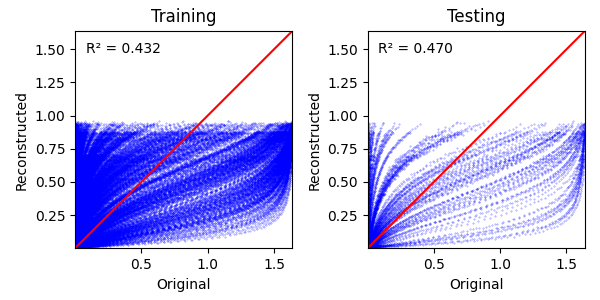 Training
R² = 0.432
1.50
1.25
1.00
0.75
0.50
0.25
Reconstructed
0.5
1.0
1.5
Original
Testing
R² = 0.470
1.50
1.25
1.00
0.75
0.50
0.25
Reconstructed
0.5
1.0
1.5
Original